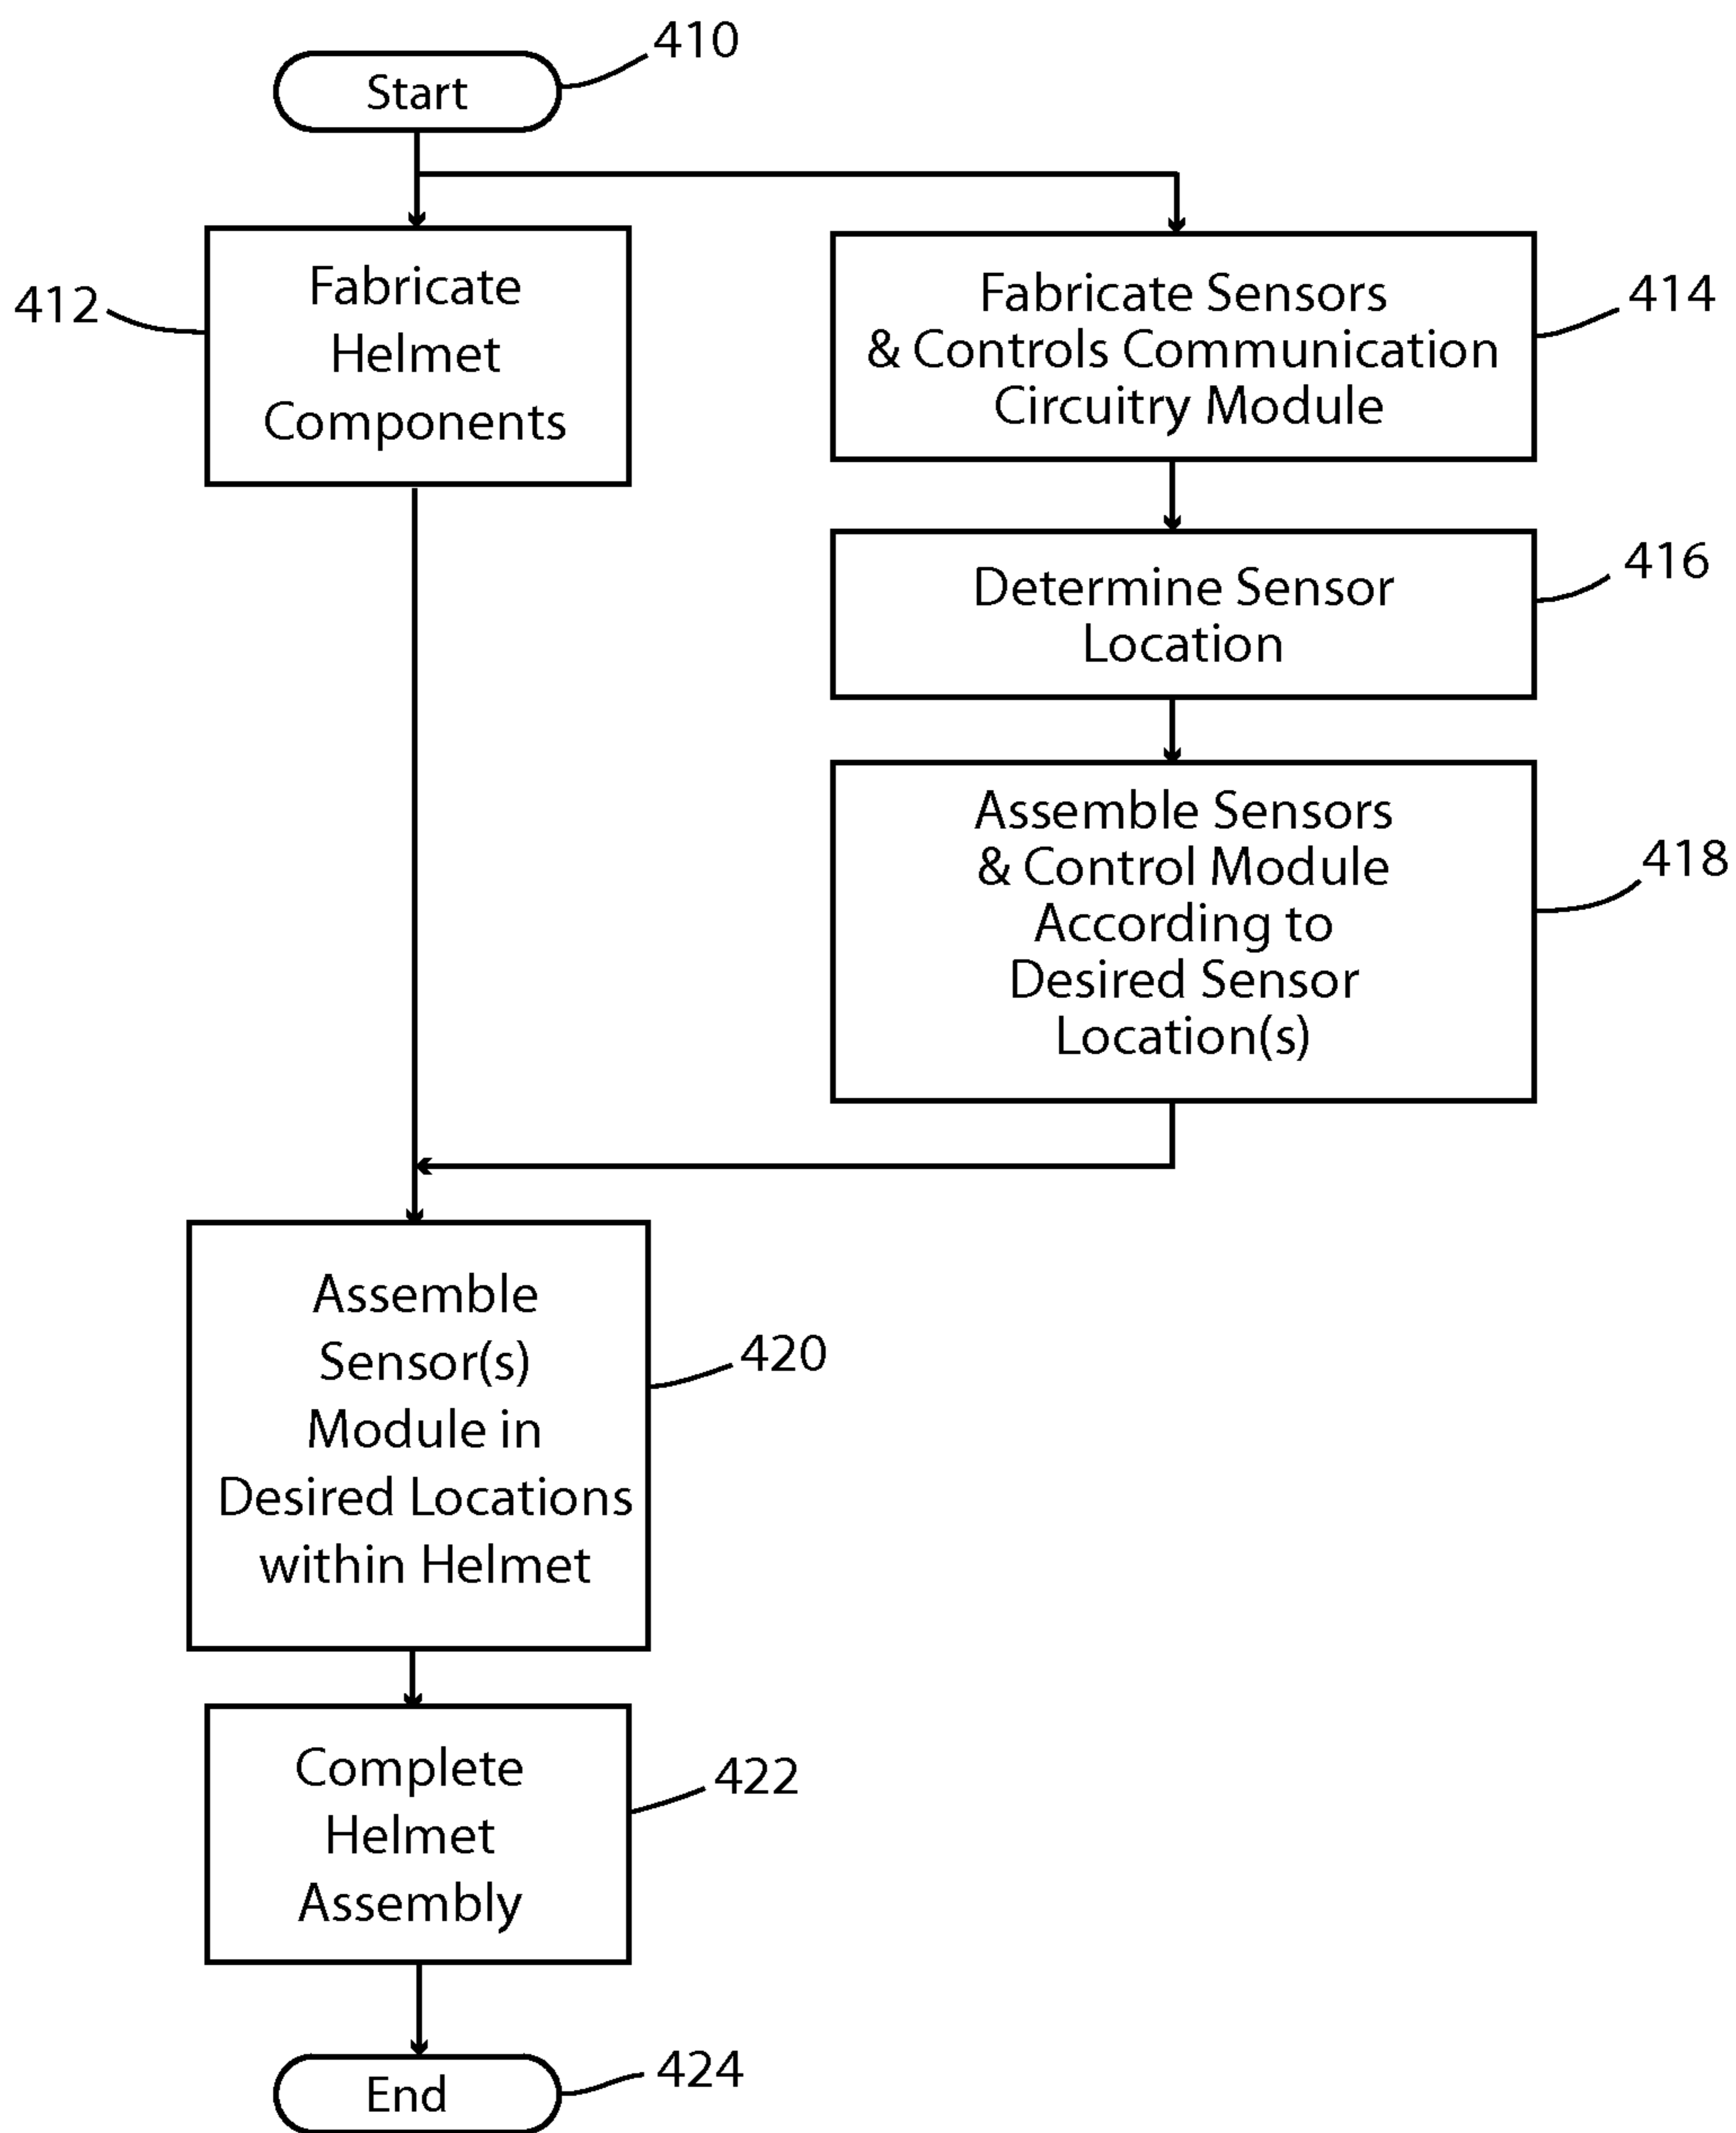 410
Start
412
Fabricate
Helmet
Components
Fabricate Sensors
& Controls Communication
Circuitry Module
414
Determine Sensor
Location
416
Assemble Sensors
& Control Module
According to
Desired Sensor
Location(s)
418
Assemble
Sensor(s)
Module in
Desired Locations
within Helmet
420
Complete
Helmet
Assembly
422
End
424